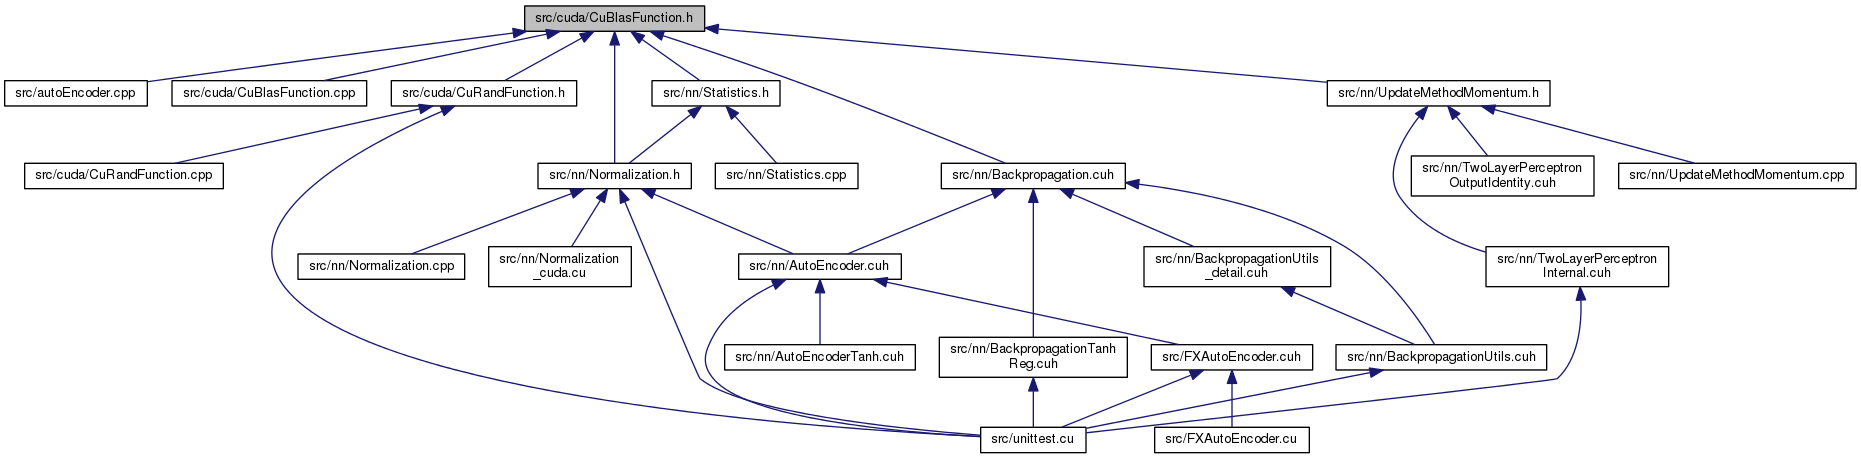 src/cuda/CuBlasFunction.h
src/autoEncoder.cpp
src/cuda/CuBlasFunction.cpp
src/cuda/CuRandFunction.h
src/nn/Statistics.h
src/nn/UpdateMethodMomentum.h
src/cuda/CuRandFunction.cpp
src/nn/Normalization.h
src/nn/Statistics.cpp
src/nn/Backpropagation.cuh
src/nn/TwoLayerPerceptron
OutputIdentity.cuh
src/nn/UpdateMethodMomentum.cpp
src/nn/Normalization.cpp
src/nn/Normalization
_cuda.cu
src/nn/AutoEncoder.cuh
src/nn/BackpropagationUtils
_detail.cuh
src/nn/TwoLayerPerceptron
Internal.cuh
src/nn/AutoEncoderTanh.cuh
src/nn/BackpropagationTanh
Reg.cuh
src/FXAutoEncoder.cuh
src/nn/BackpropagationUtils.cuh
src/unittest.cu
src/FXAutoEncoder.cu